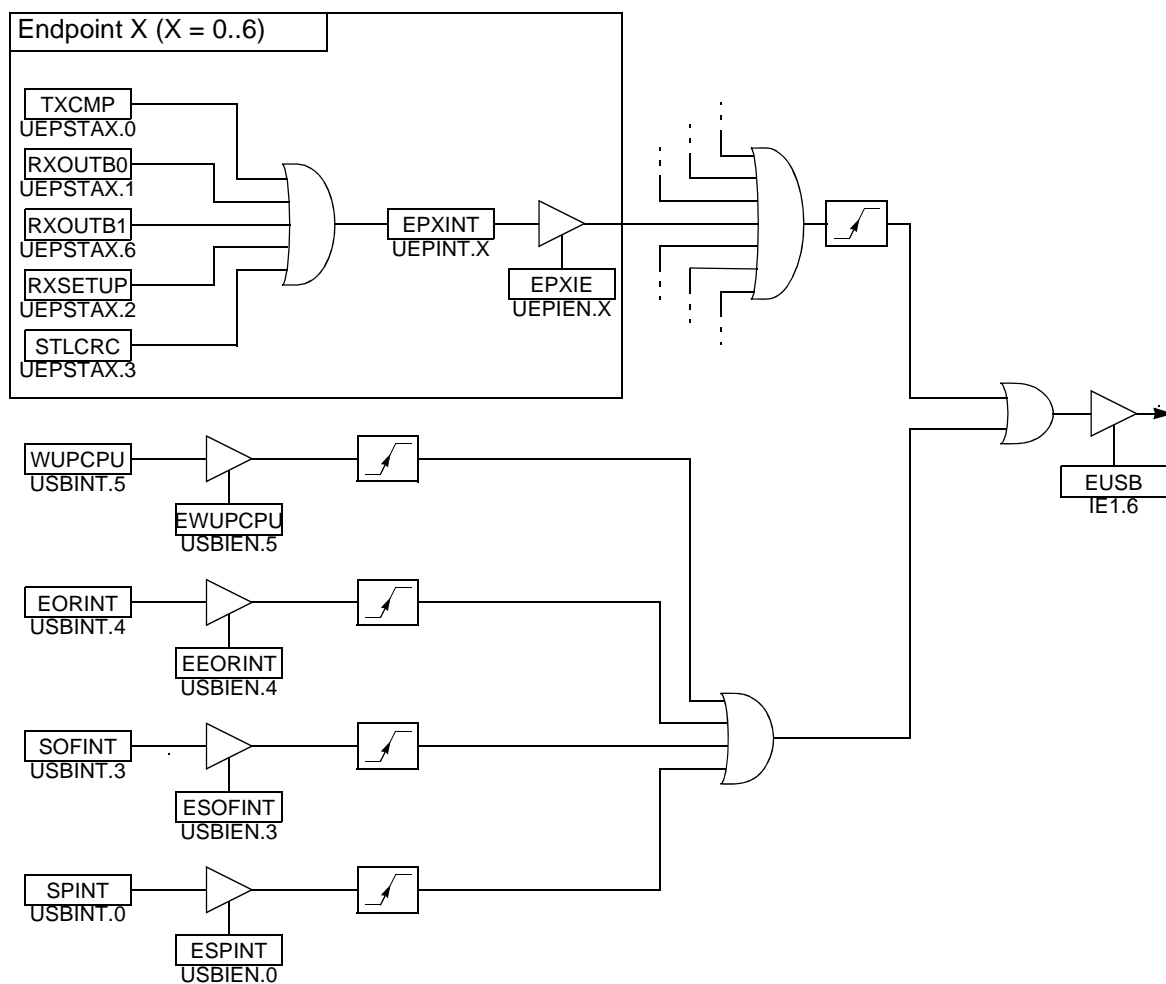 Endpoint X (X = 0..6)
TXCMP
UEPSTAX.0
RXOUTB0
UEPSTAX.1
RXOUTB1
UEPSTAX.6
RXSETUP
UEPSTAX.2
STLCRC
UEPSTAX.3
EPXINT
UEPINT.X
EPXIE
UEPIEN.X
WUPCPU
USBINT.5
EWUPCPU
USBIEN.5
EUSB
IE1.6
EORINT
USBINT.4
EEORINT
USBIEN.4
SOFINT
USBINT.3
ESOFINT
USBIEN.3
SPINT
USBINT.0
ESPINT
USBIEN.0